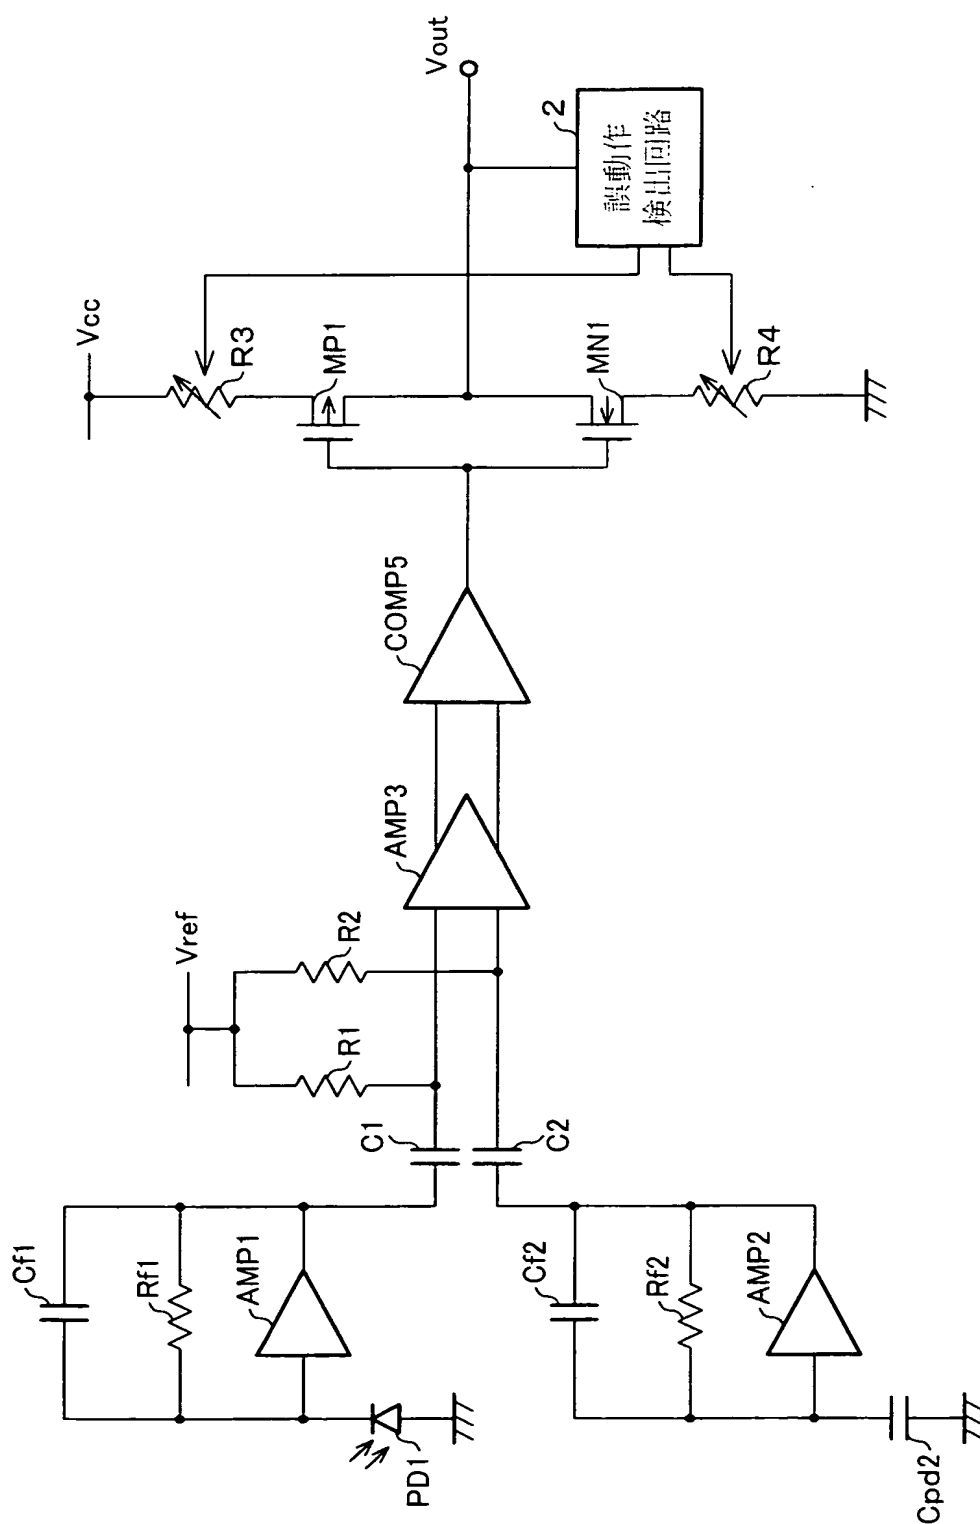 Cf1
Rf1
AMP1
PD1
Cf2
Rf2
AMP2
Cpd2
C1
C2
Vref
R1
R2
AMP3
COMP5
Vcc
R3
MP1
MN1
R4
Vout
2
誤動作
検出回路